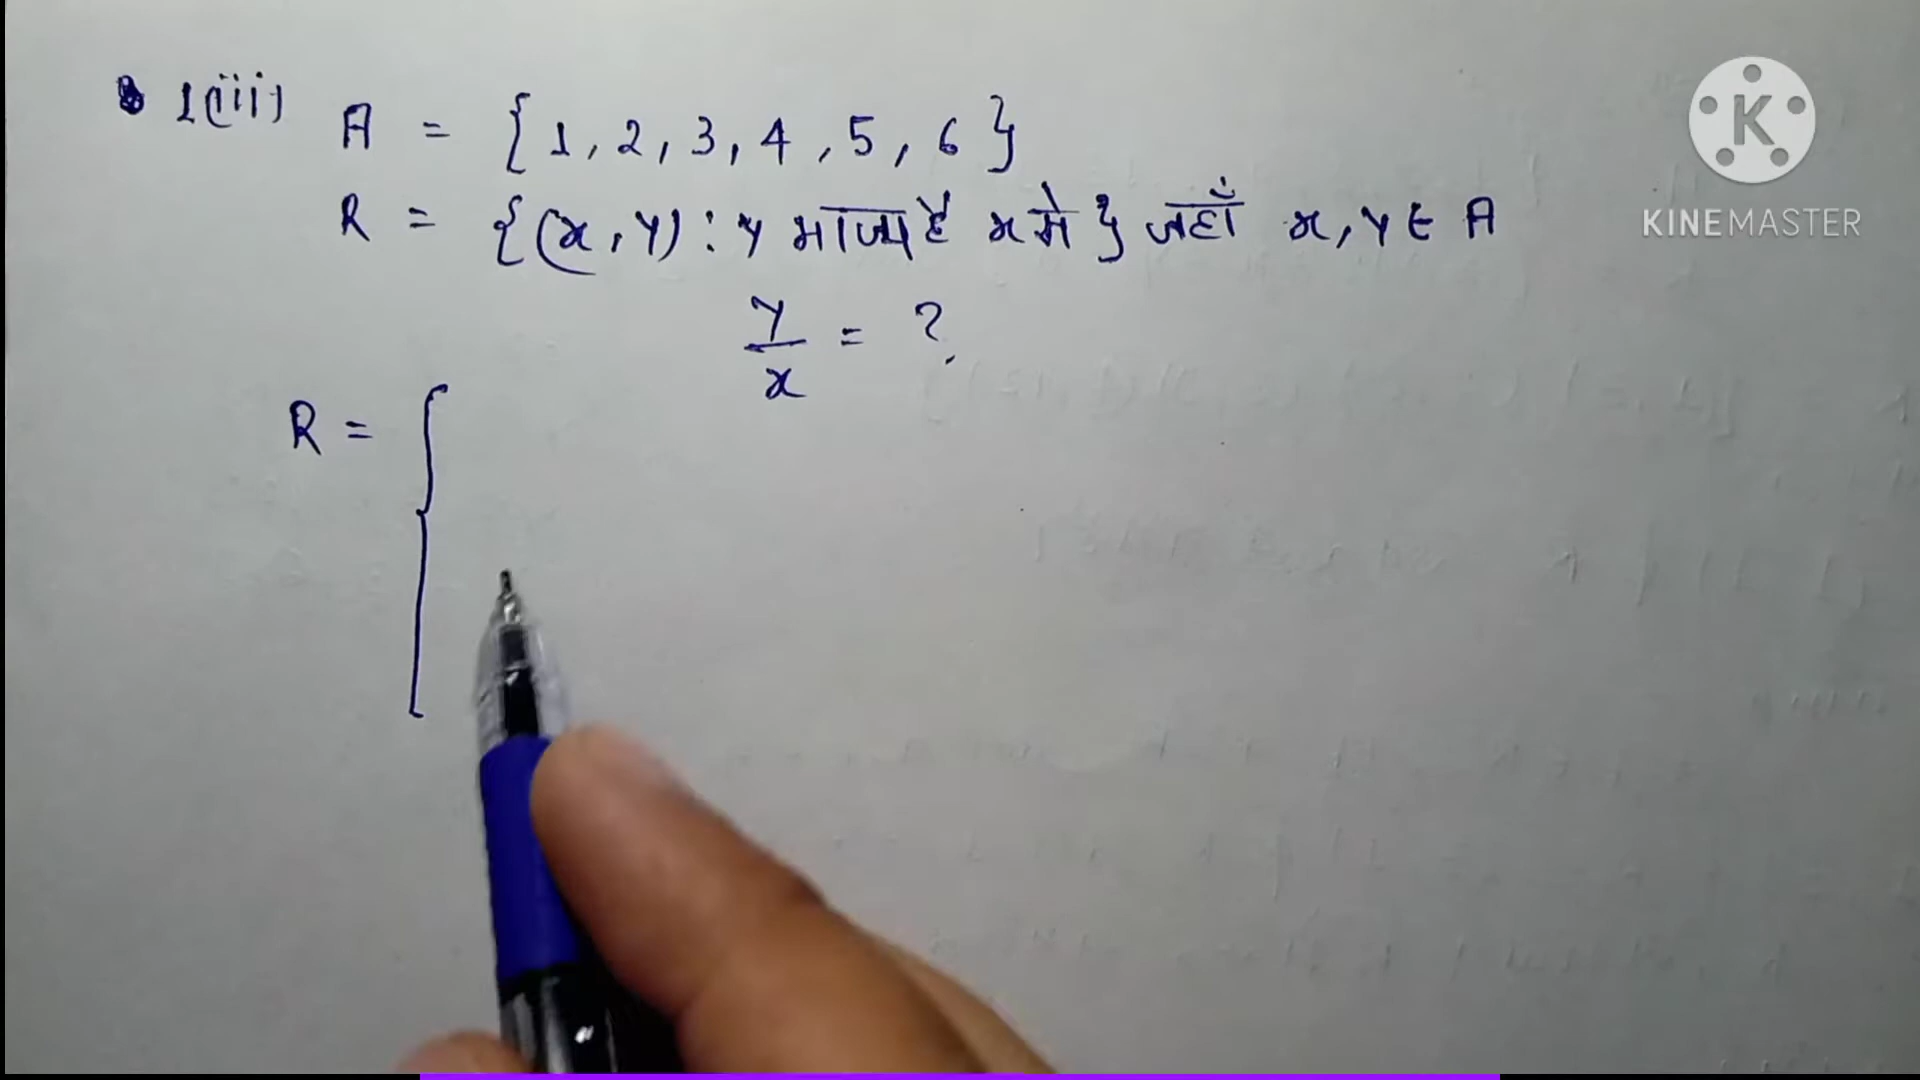 1(iii) A = {1, 2, 3, 4, 5, 6}
R = {(x, y) : y भाज्य है x से} जहाँ x, y ∈ A
y/x = ?
R = {
KINEMASTER